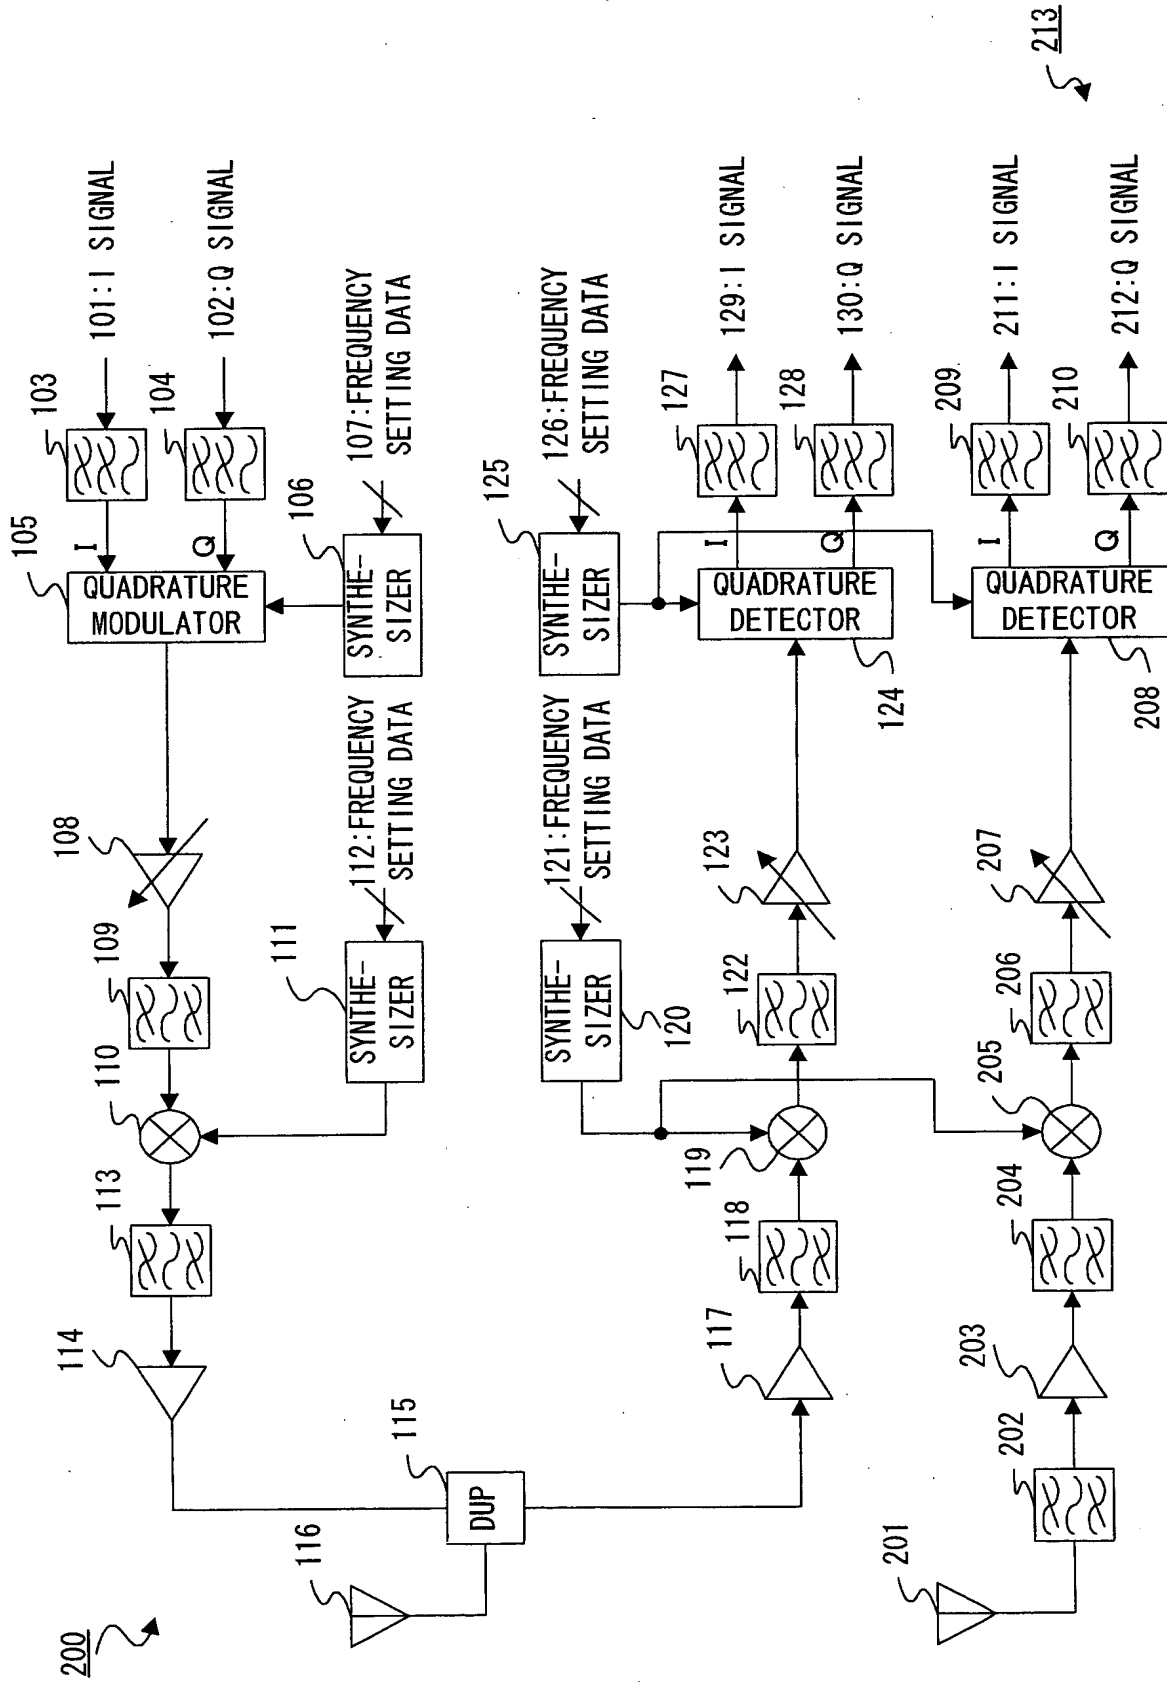 200
213
105
103
101:I SIGNAL
I
QUADRATURE
MODULATOR
104
102:Q SIGNAL
Q
108
109
110
113
114
106
107:FREQUENCY
SETTING DATA
SYNTHE-
SIZER
111
112:FREQUENCY
SETTING DATA
SYNTHE-
SIZER
116
115
DUP
125
126:FREQUENCY
SETTING DATA
SYNTHE-
SIZER
121:FREQUENCY
SETTING DATA
SYNTHE-
SIZER
120
117
118
119
122
123
QUADRATURE
DETECTOR
124
I
127
129:I SIGNAL
Q
128
130:Q SIGNAL
201
202
203
204
205
206
207
QUADRATURE
DETECTOR
208
I
209
211:I SIGNAL
Q
210
212:Q SIGNAL